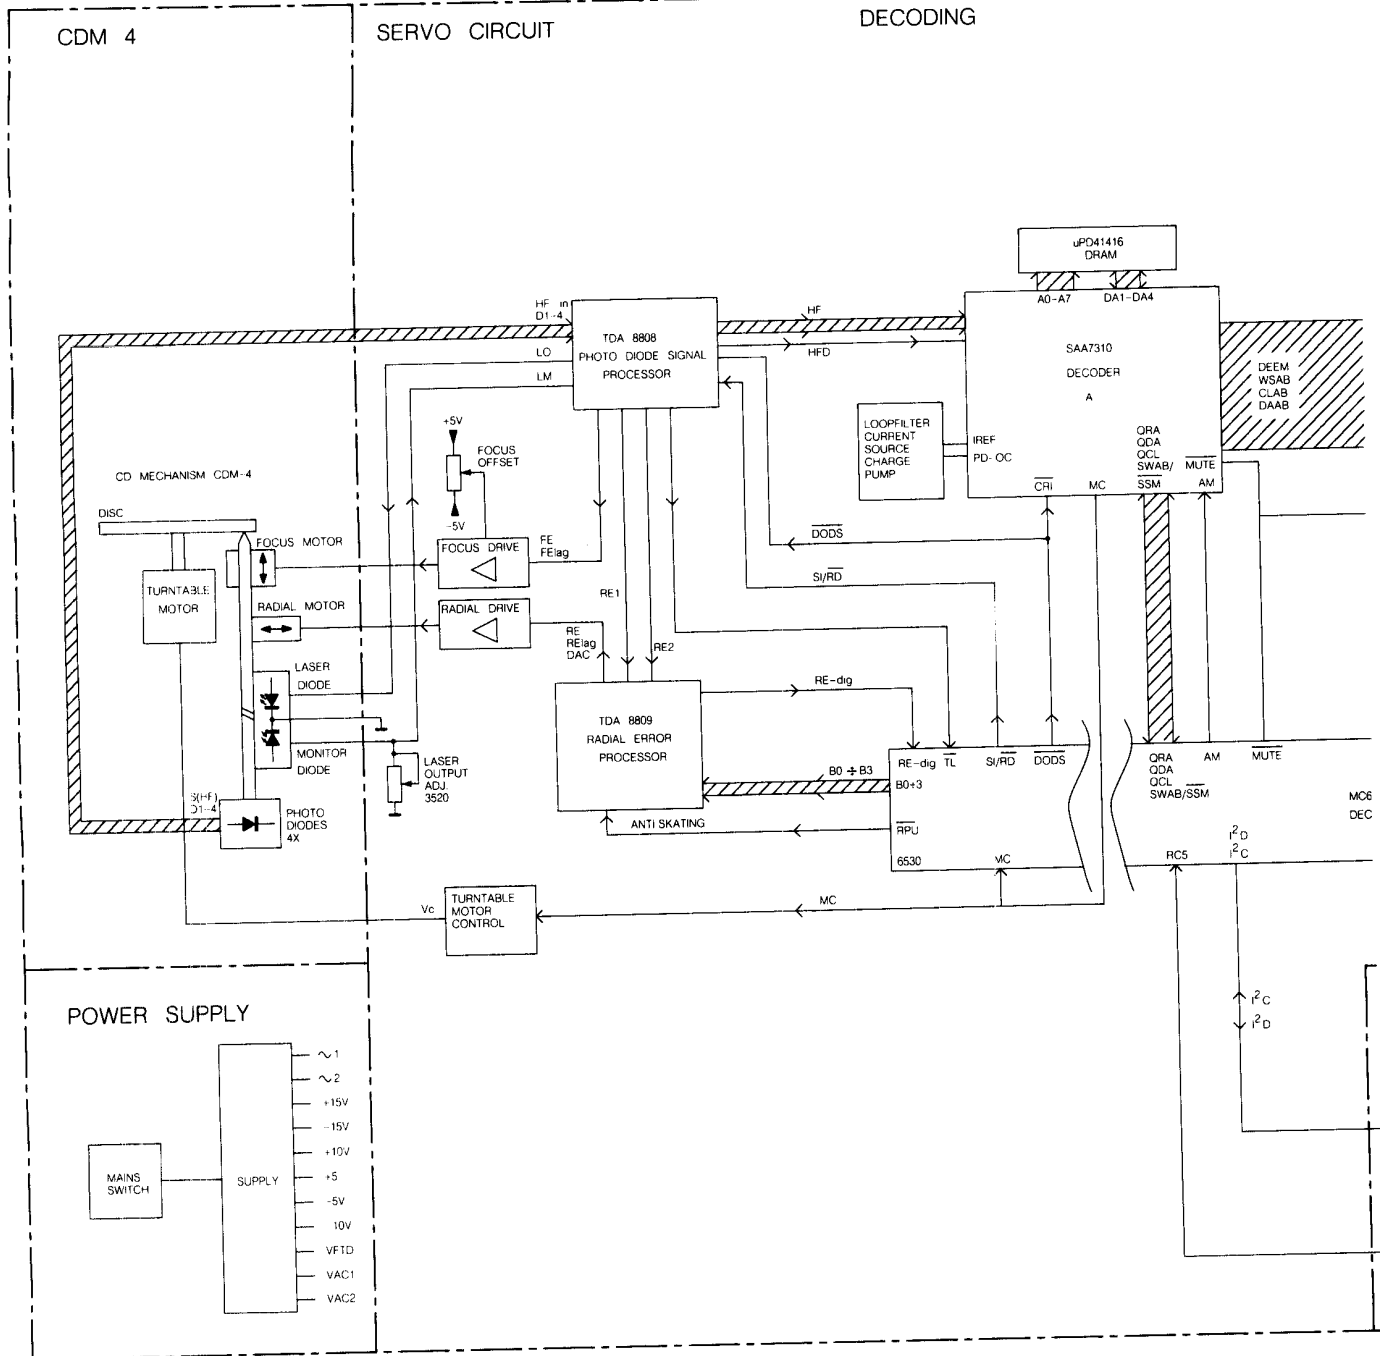 CDM 4
SERVO CIRCUIT
DECODING
uPD41416
DRAM
A0-A7
DA1-DA4
HF in
D1-4
TDA 8808
PHOTO DIODE SIGNAL
PROCESSOR
LO
LM
HF
HFD
SAA7310
DECODER
A
DEEM
WSAB
CLAB
DAAB
LOOPFILTER
CURRENT
SOURCE
CHARGE
PUMP
IREF
PD-OC
QRA
QDA
QCL
SWAB/
SSM
MUTE
AM
CRI
MC
+5V
FOCUS
OFFSET
-5V
CD MECHANISM CDM-4
DISC
FOCUS MOTOR
TURNTABLE
MOTOR
RADIAL MOTOR
FOCUS DRIVE
FE
FElag
RADIAL DRIVE
RE
RElag
DAC
RE1
RE2
DODS
SI/RD
LASER
DIODE
MONITOR
DIODE
LASER
OUTPUT
ADJ.
3520
S(HF)
D1-4
PHOTO
DIODES
4X
TDA 8809
RADIAL ERROR
PROCESSOR
RE-dig
B0 ÷ B3
ANTI SKATING
RE-dig
TL
SI/RD
DODS
B0÷3
RPU
6530
MC
QRA
QDA
QCL
SWAB/SSM
AM
MUTE
MC6
DEC
RC5
I²D
I²C
Vc
TURNTABLE
MOTOR
CONTROL
MC
I²C
I²D
POWER SUPPLY
MAINS
SWITCH
SUPPLY
~1
~2
+15V
-15V
+10V
+5
-5V
10V
VFTD
VAC1
VAC2